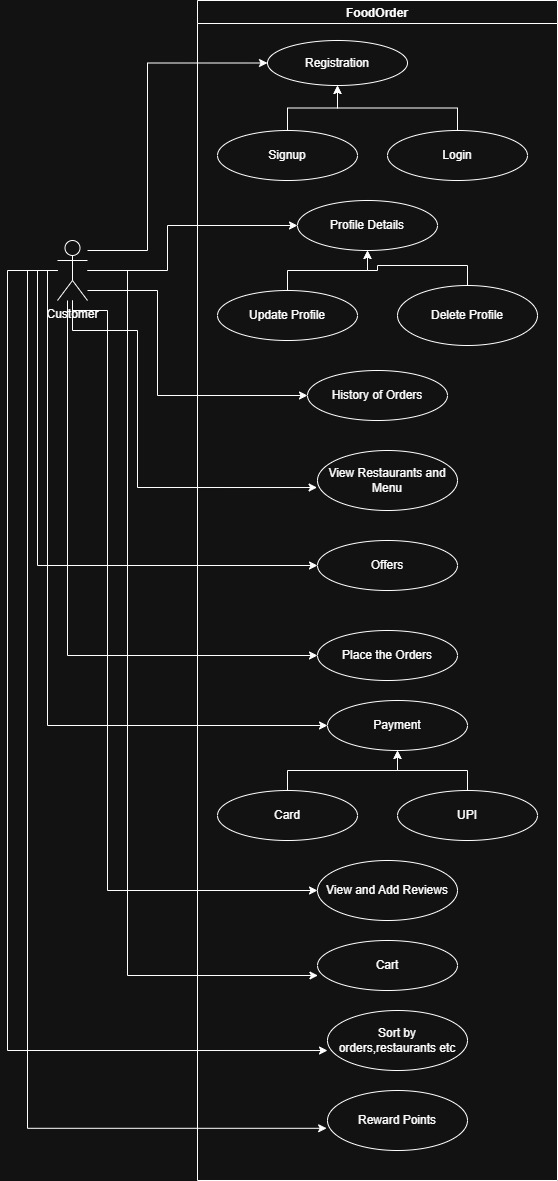 FoodOrder
Registration
Signup
Login
Profile Details
Customer
Update Profile
Delete Profile
History of Orders
View Restaurants and
Menu
Offers
Place the Orders
Payment
Card
UPI
View and Add Reviews
Cart
Sort by
orders,restaurants etc
Reward Points